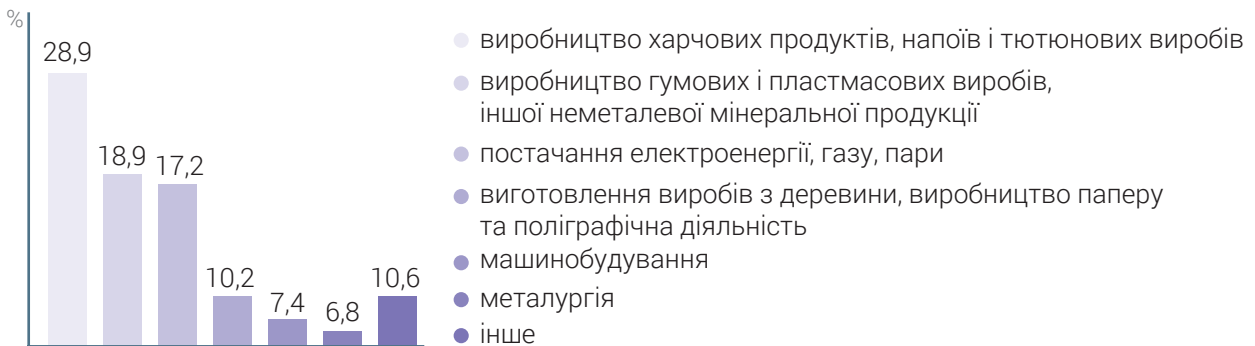 %
28,9
18,9
17,2
10,2
7,4
6,8
10,6
виробництво харчових продуктів, напоїв і тютюнових виробів
виробництво гумових і пластмасових виробів,
іншої неметалевої мінеральної продукції
постачання електроенергії, газу, пари
виготовлення виробів з деревини, виробництво паперу
та поліграфічна діяльність
машинобудування
металургія
інше